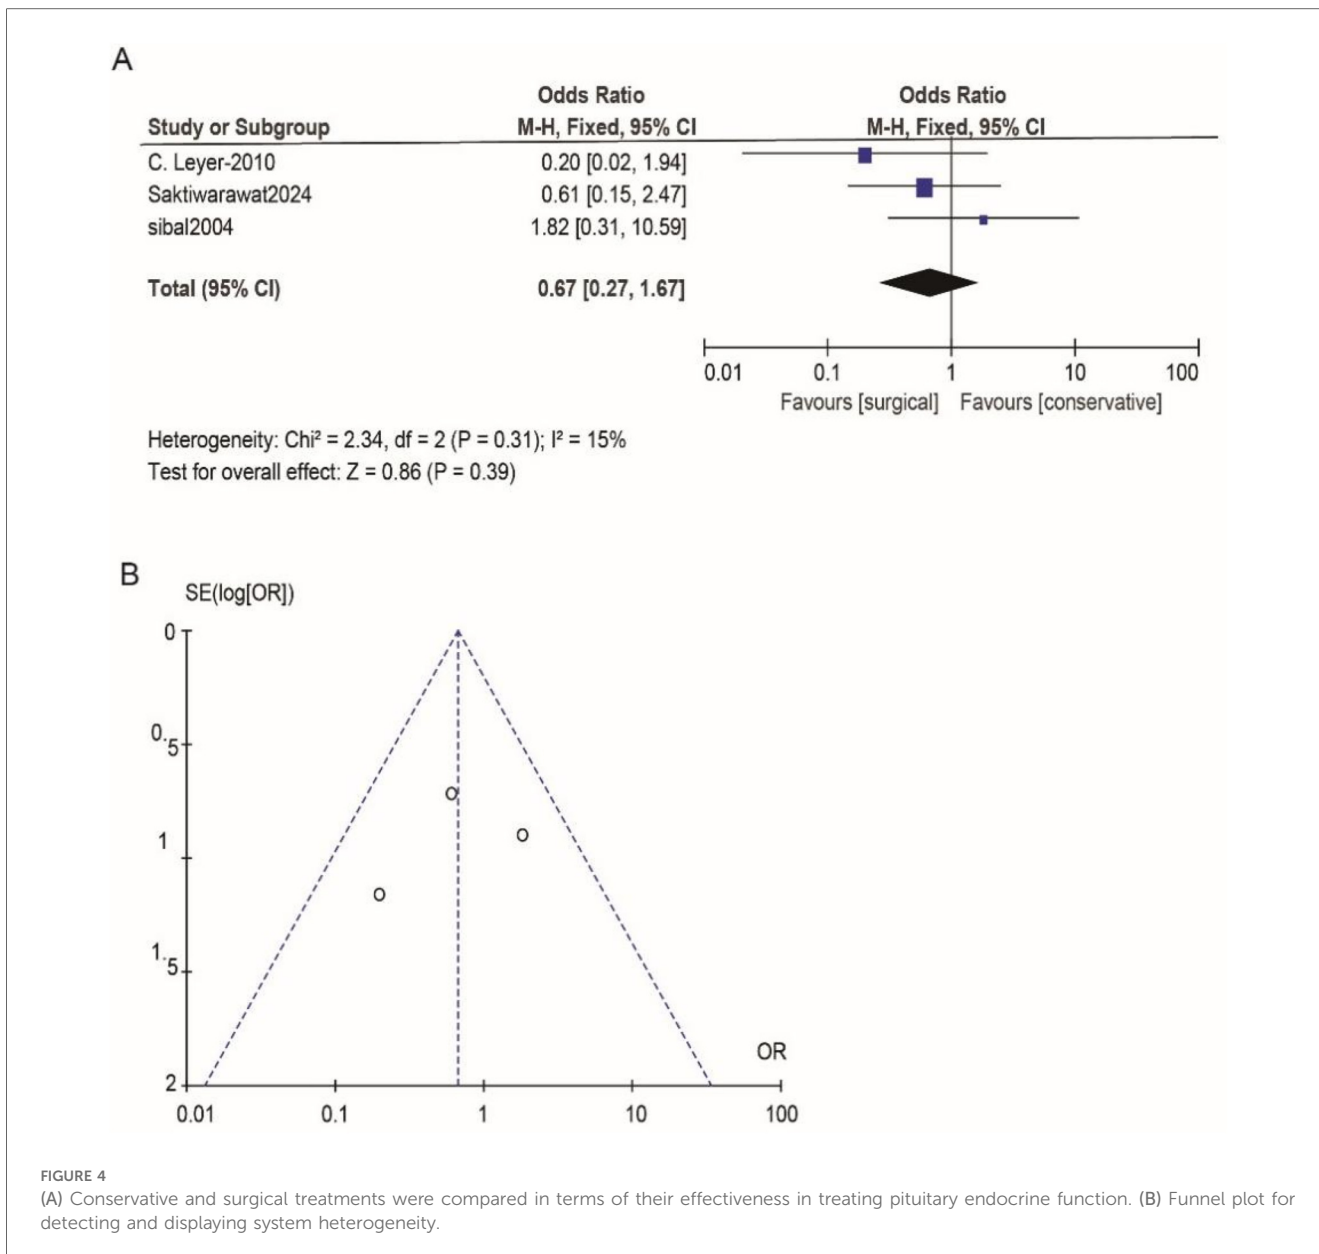 A
Odds Ratio Odds Ratio
Study or Subgroup M-H, Fixed, 95% CI M-H, Fixed, 95% CI
C. Leyer-2010 0.20 [0.02, 1.94]
Saktiwarawat2024 0.61 [0.15, 2.47]
sibal2004 1.82 [0.31, 10.59]
Total (95% CI) 0.67 [0.27, 1.67]
0.01 0.1 1 10 100
Favours [surgical] Favours [conservative]
Heterogeneity: Chi² = 2.34, df = 2 (P = 0.31); I² = 15%
Test for overall effect: Z = 0.86 (P = 0.39)
B
SE(log[OR])
0
0.5
1
1.5
OR
2
0.01 0.1 1 10 100
FIGURE 4
(A) Conservative and surgical treatments were compared in terms of their effectiveness in treating pituitary endocrine function. (B) Funnel plot for
detecting and displaying system heterogeneity.